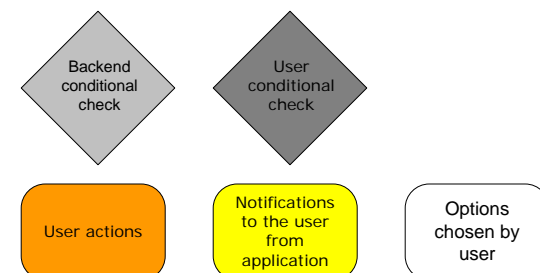 Backend
conditional
check
User
conditional
check
User actions
Notifications
to the user
from
application
Options
chosen by
user